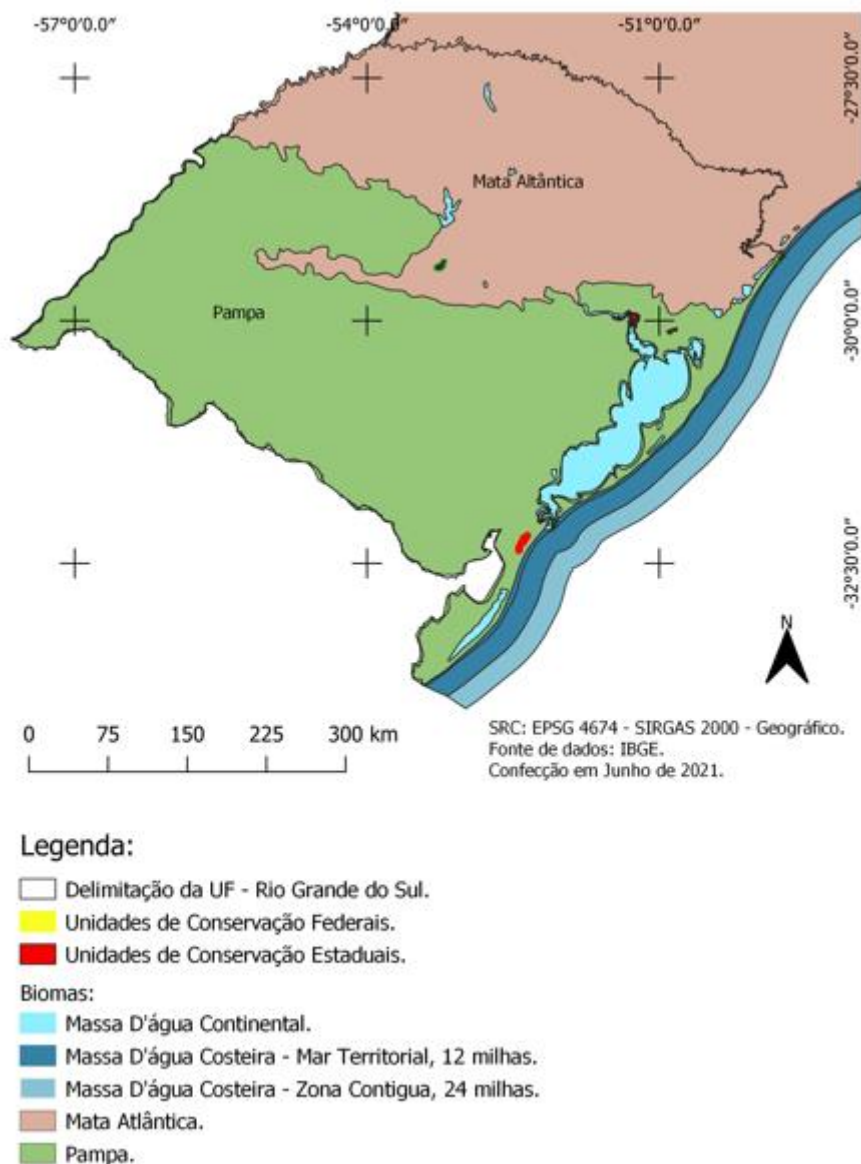 -57°0'0.0"
-54°0'0.0"
-51°0'0.0"
-27°30'0.0"
Mata Altântica
Pampa
-30°0'0.0"
-32°30'0.0"
N
0 75 150 225 300 km
SRC: EPSG 4674 - SIRGAS 2000 - Geográfico.
Fonte de dados: IBGE.
Confecção em Junho de 2021.
Legenda:
Delimitação da UF - Rio Grande do Sul.
Unidades de Conservação Federais.
Unidades de Conservação Estaduais.
Biomas:
Massa D'água Continental.
Massa D'água Costeira - Mar Territorial, 12 milhas.
Massa D'água Costeira - Zona Contigua, 24 milhas.
Mata Atlântica.
Pampa.